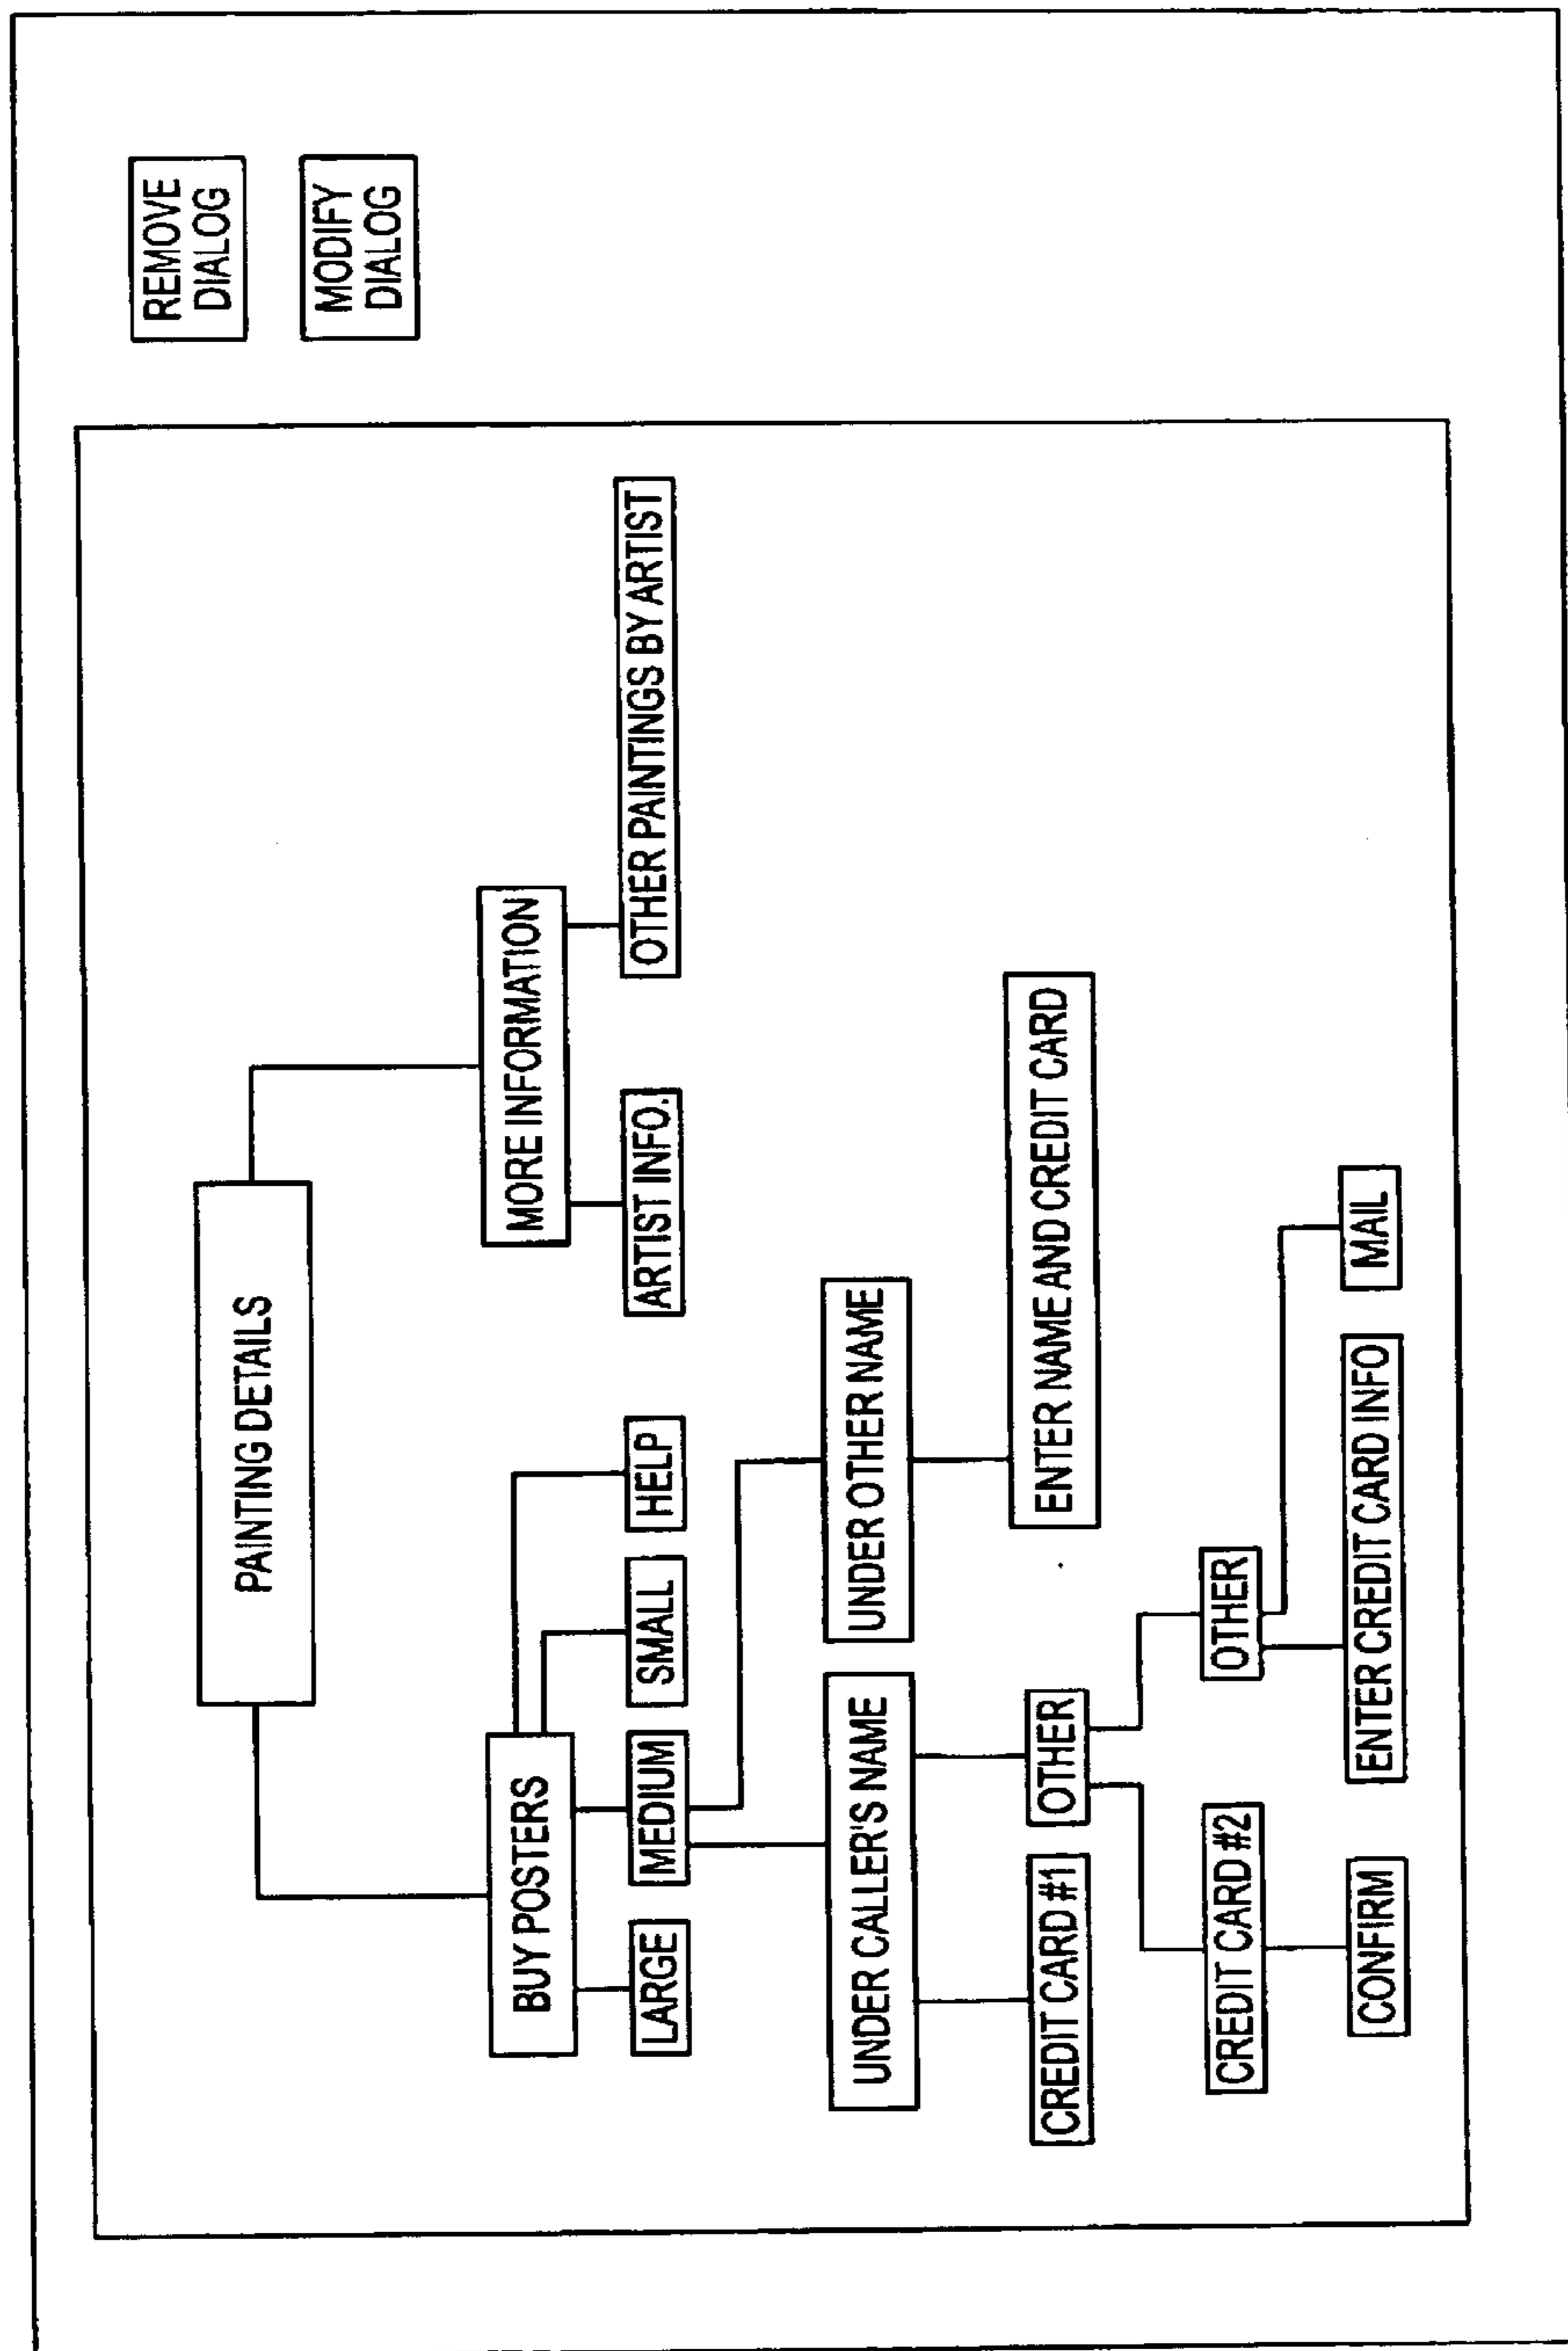 REMOVE
DIALOG
MODIFY
DIALOG
PAINTING DETAILS
BUY POSTERS
MORE INFORMATION
LARGE
MEDIUM
SMALL
HELP
ARTIST INFO.
OTHER PAINTINGS BY ARTIST
UNDER CALLER'S NAME
UNDER OTHER NAME
CREDIT CARD #1
OTHER
ENTER NAME AND CREDIT CARD
CREDIT CARD #2
OTHER
CONFIRM
ENTER CREDIT CARD INFO
MAIL